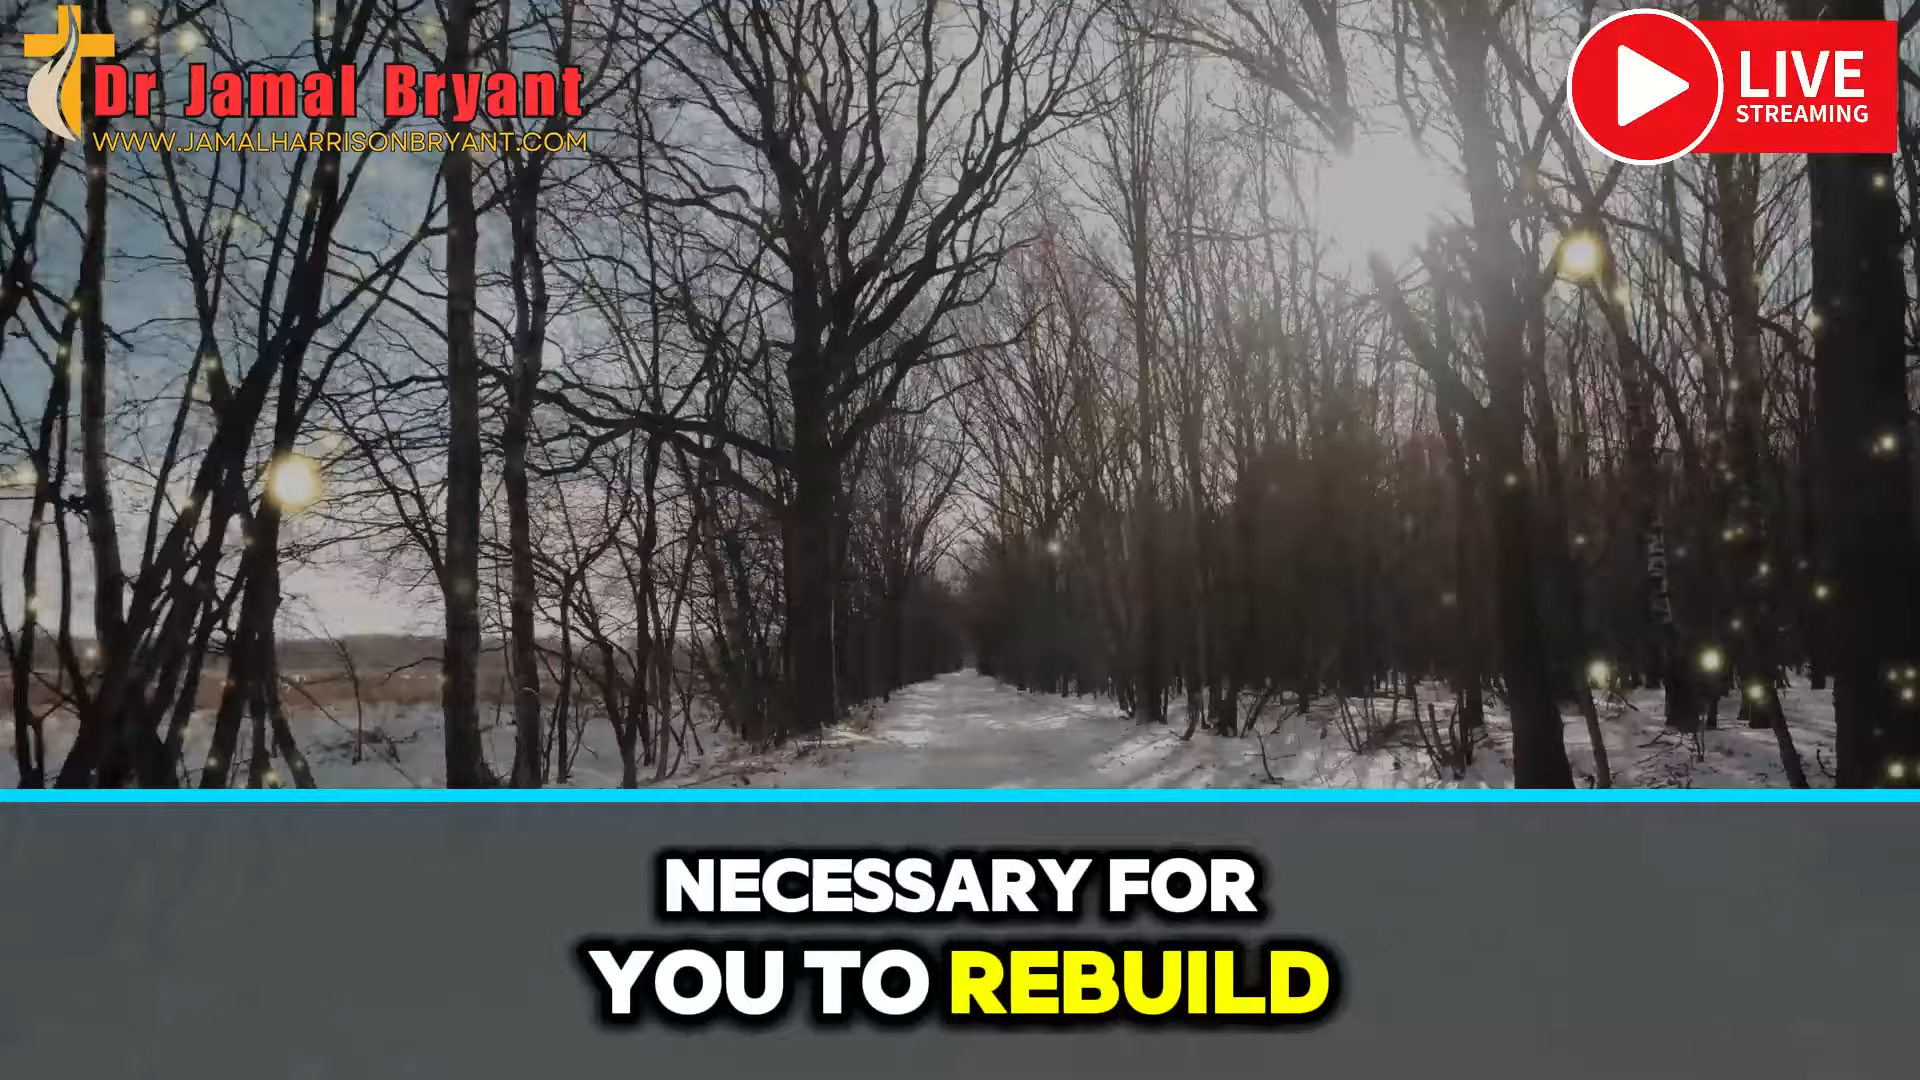 Dr Jamal Bryant
WWW.JAMALHARRISONBRYANT.COM
LIVE
STREAMING
NECESSARY FOR
YOU TO REBUILD